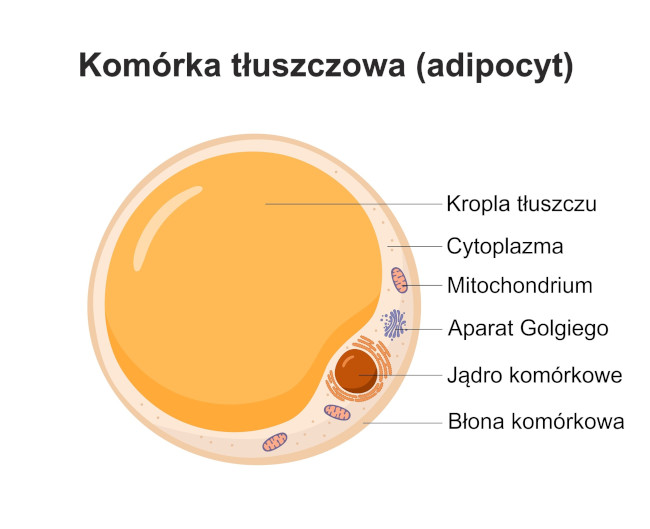 Komórka tłuszczowa (adipocyt)
Kropla tłuszczu
Cytoplazma
Mitochondrium
Aparat Golgiego
Jądro komórkowe
Błona komórkowa